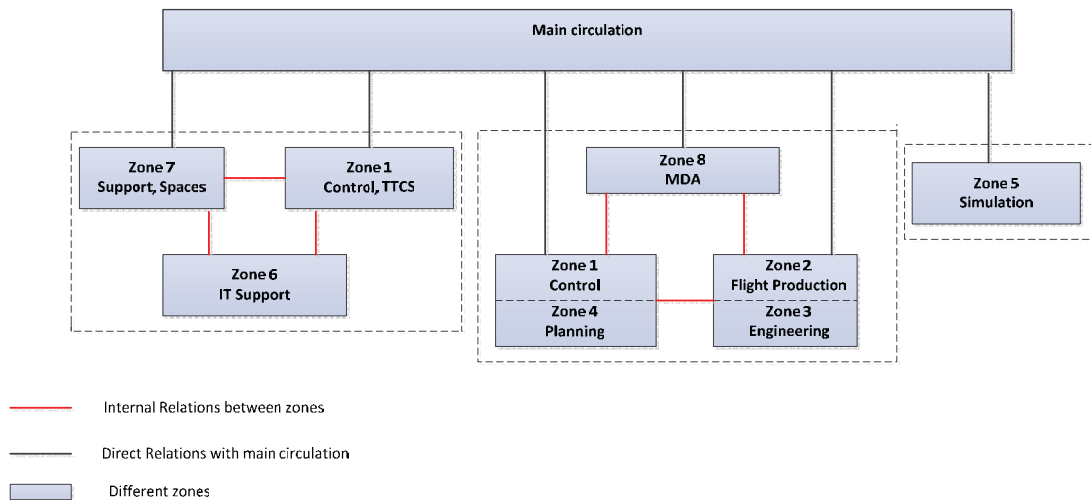 Main circulation
Zone 7
Support, Spaces
Zone 1
Control, TTCS
Zone 6
IT Support
Zone 8
MDA
Zone 1
Control
Zone 4
Planning
Zone 2
Flight Production
Zone 3
Engineering
Zone 5
Simulation
Internal Relations between zones
Direct Relations with main circulation
Different zones